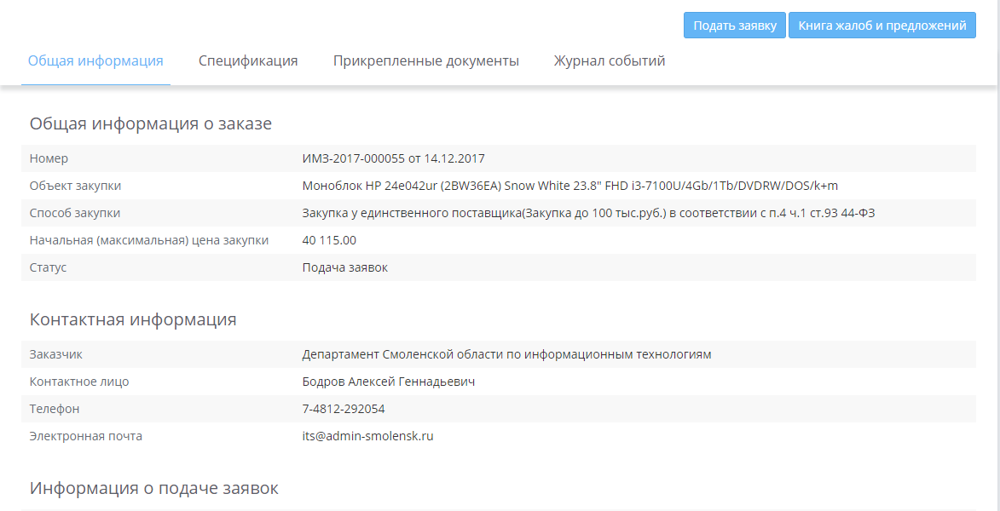 Подать заявку Книга жалоб и предложений
Общая информация Спецификация Прикрепленные документы Журнал событий
Общая информация о заказе
Номер ИМЗ-2017-000055 от 14.12.2017
Объект закупки Моноблок HP 24e042ur (2BW36EA) Snow White 23.8" FHD i3-7100U/4Gb/1Tb/DVDRW/DOS/k+m
Способ закупки Закупка у единственного поставщика(Закупка до 100 тыс.руб.) в соответствии с п.4 ч.1 ст.93 44-ФЗ
Начальная (максимальная) цена закупки 40 115.00
Статус Подача заявок
Контактная информация
Заказчик Департамент Смоленской области по информационным технологиям
Контактное лицо Бодров Алексей Геннадьевич
Телефон 7-4812-292054
Электронная почта its@admin-smolensk.ru
Информация о подаче заявок